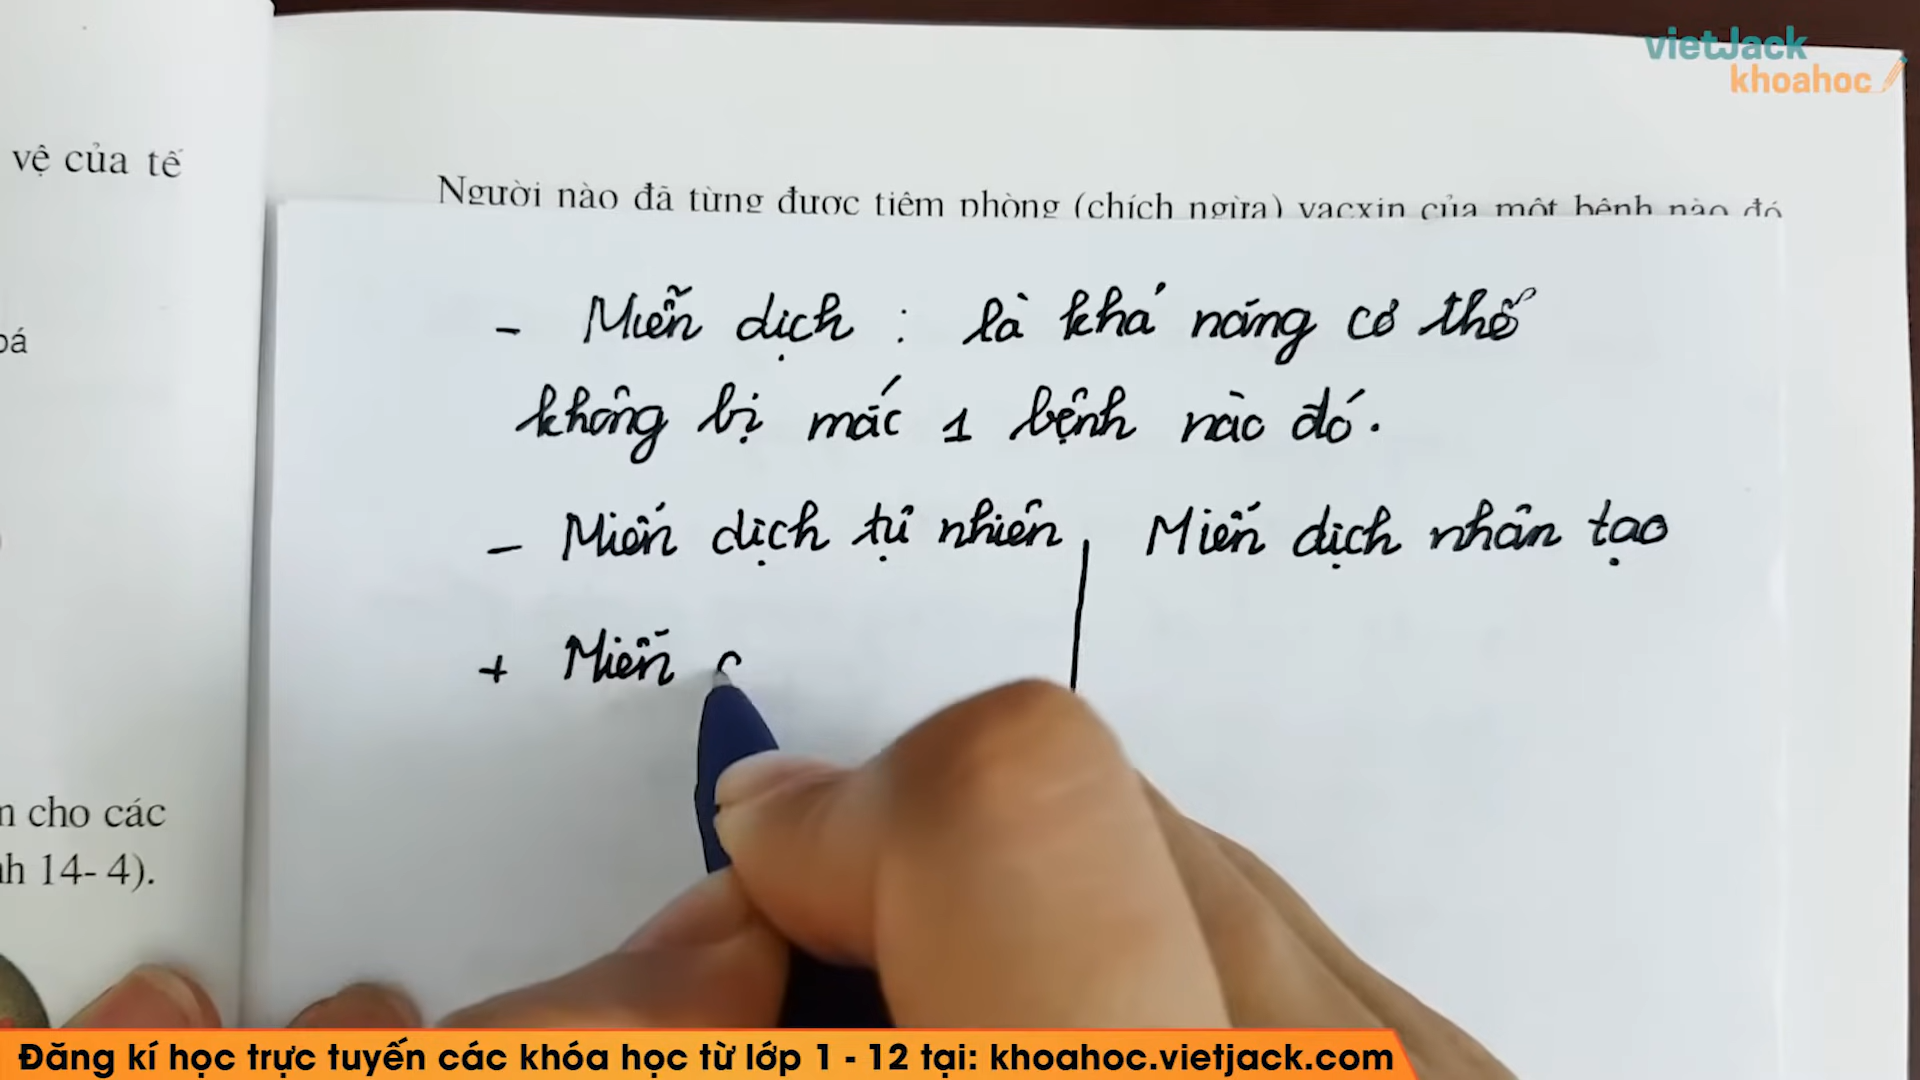 vietJack
khoahoc
vệ của tế
Người nào đã từng được tiêm phòng (chích ngừa) vacxin của một bệnh nào đó
- Miễn dịch : là khả năng cơ thể
không bị mắc 1 bệnh nào đó.
- Miễn dịch tự nhiên Miễn dịch nhân tạo
+ Miễn
cho các
14- 4).
Đăng kí học trực tuyến các khóa học từ lớp 1 - 12 tại: khoahoc.vietjack.com